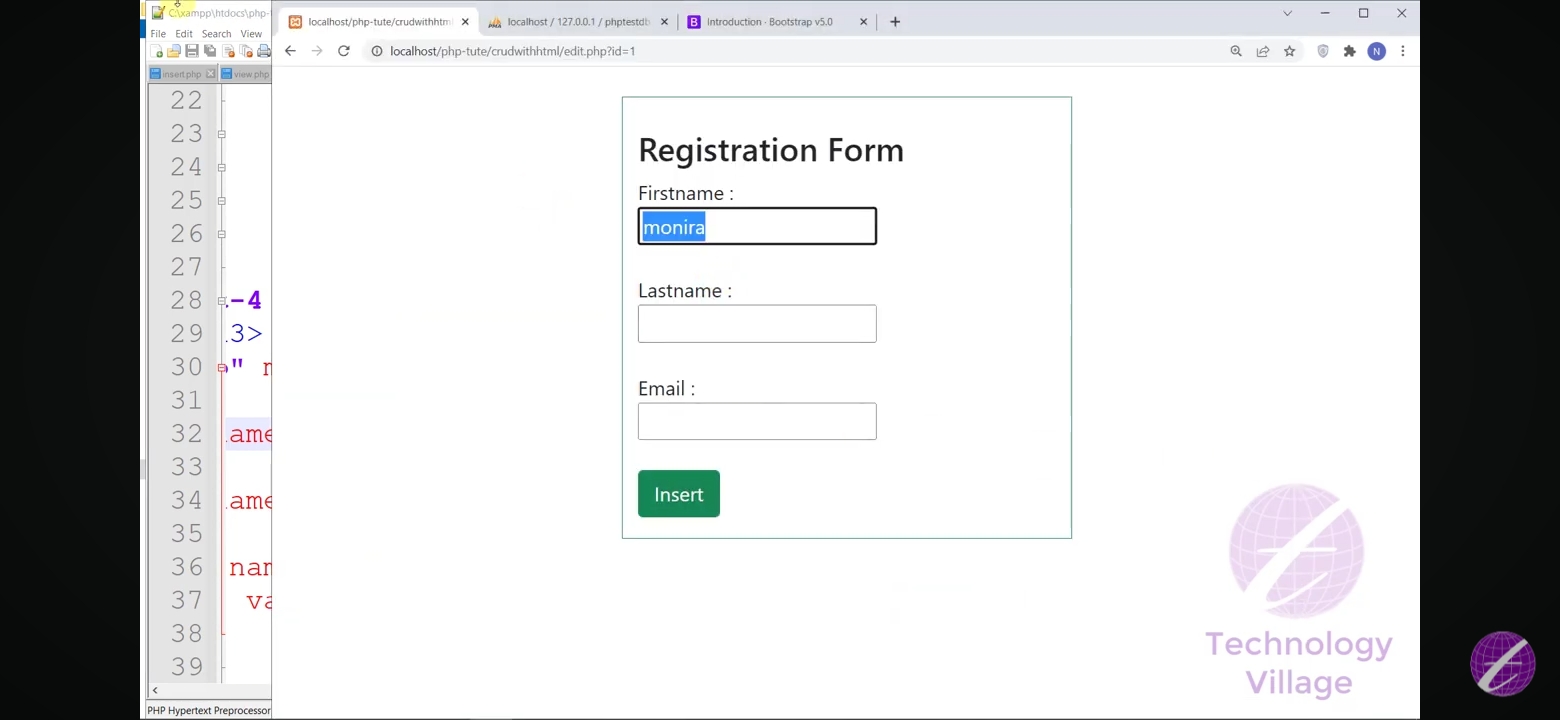 C:\xampp\htdocs\php-
File Edit Search View
insert.php view.php
22
23
24
25
26
27
28 -4
29 3>
30 "
31
32 ame
33
34 ame
35
36 nam
37 va
38
39
PHP Hypertext Preprocessor
localhost/php-tute/crudwithhtml
localhost / 127.0.0.1 / phptestdb
Introduction · Bootstrap v5.0
localhost/php-tute/crudwithhtml/edit.php?id=1
N
Registration Form
Firstname :
monira
Lastname :
Email :
Insert
Technology
Village